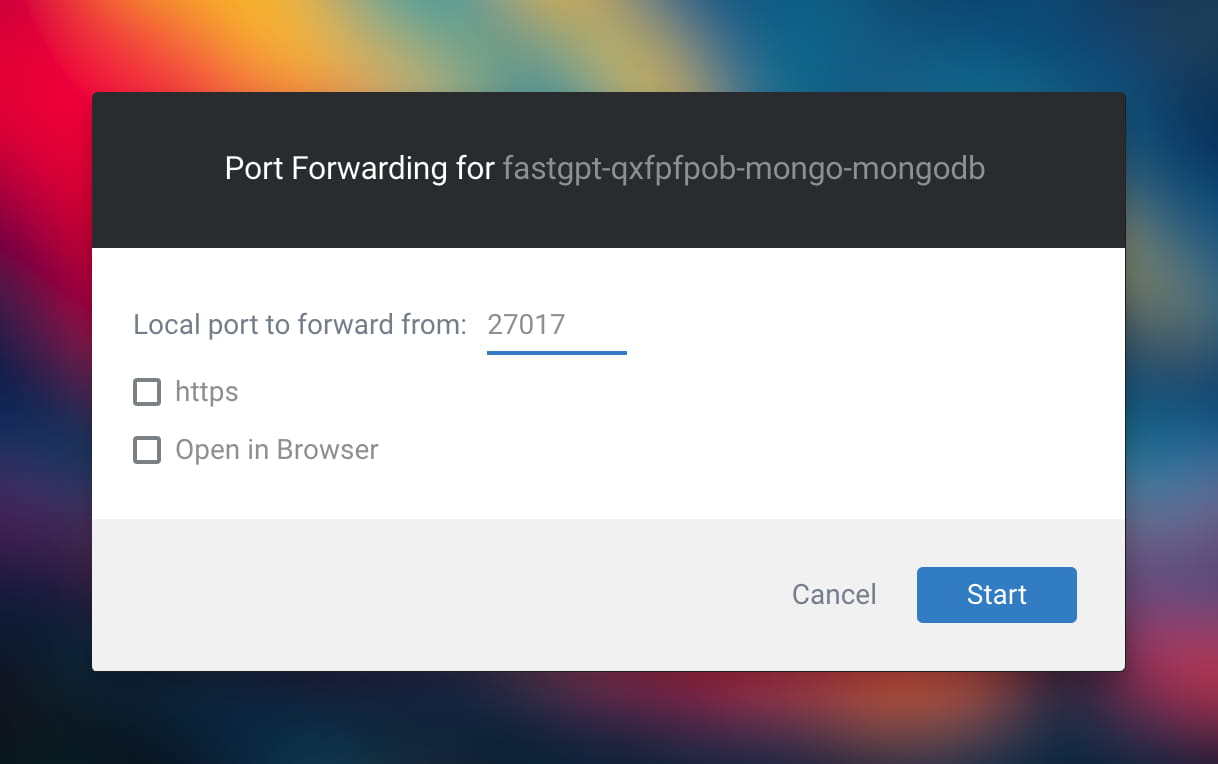 Port Forwarding for fastgpt-qxfpfpob-mongo-mongodb
Local port to forward from: 27017
https
Open in Browser
Cancel Start